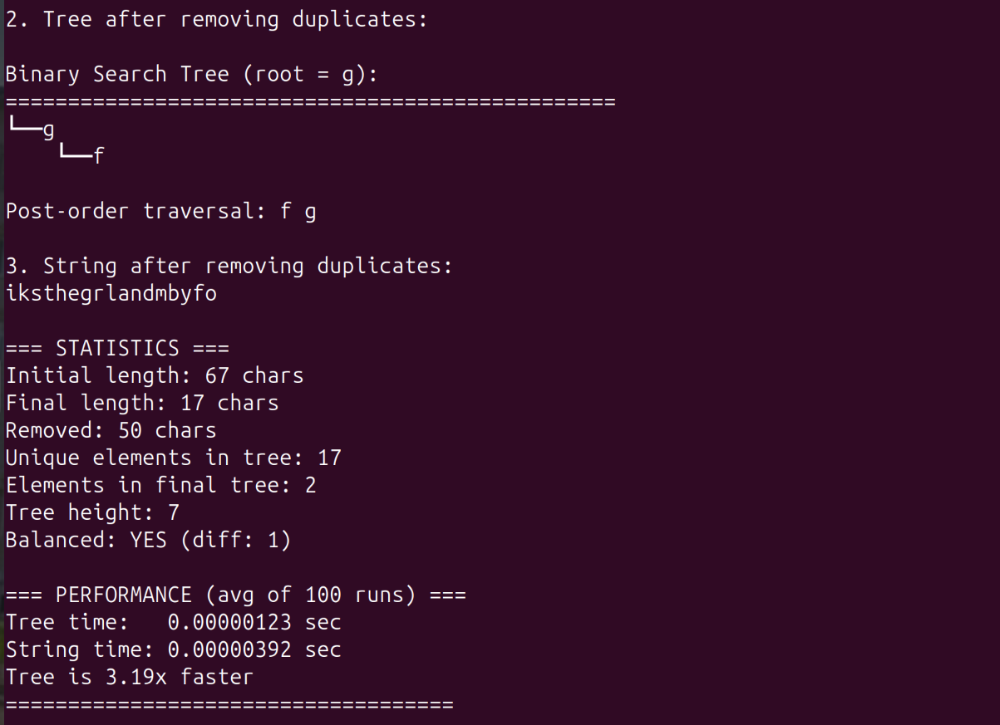 2. Tree after removing duplicates:
Binary Search Tree (root = g):
=================================================
└──g
    └──f
Post-order traversal: f g
3. String after removing duplicates:
iksthegrlandmbyfo
=== STATISTICS ===
Initial length: 67 chars
Final length: 17 chars
Removed: 50 chars
Unique elements in tree: 17
Elements in final tree: 2
Tree height: 7
Balanced: YES (diff: 1)
=== PERFORMANCE (avg of 100 runs) ===
Tree time:   0.00000123 sec
String time: 0.00000392 sec
Tree is 3.19x faster
====================================